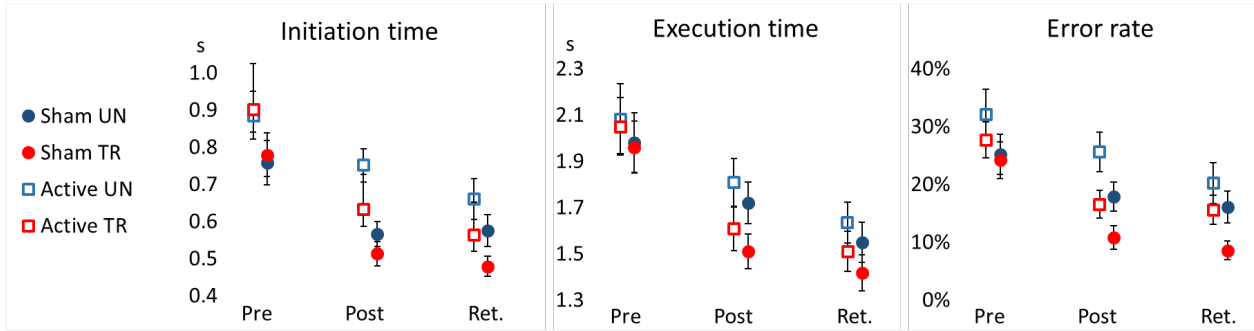 Initiation time
s
1.0
0.9
0.8
0.7
0.6
0.5
0.4
Pre Post Ret.
Sham UN
Sham TR
Active UN
Active TR
Execution time
s
2.3
2.1
1.9
1.7
1.5
1.3
Pre Post Ret.
Error rate
40%
30%
20%
10%
0%
Pre Post Ret.